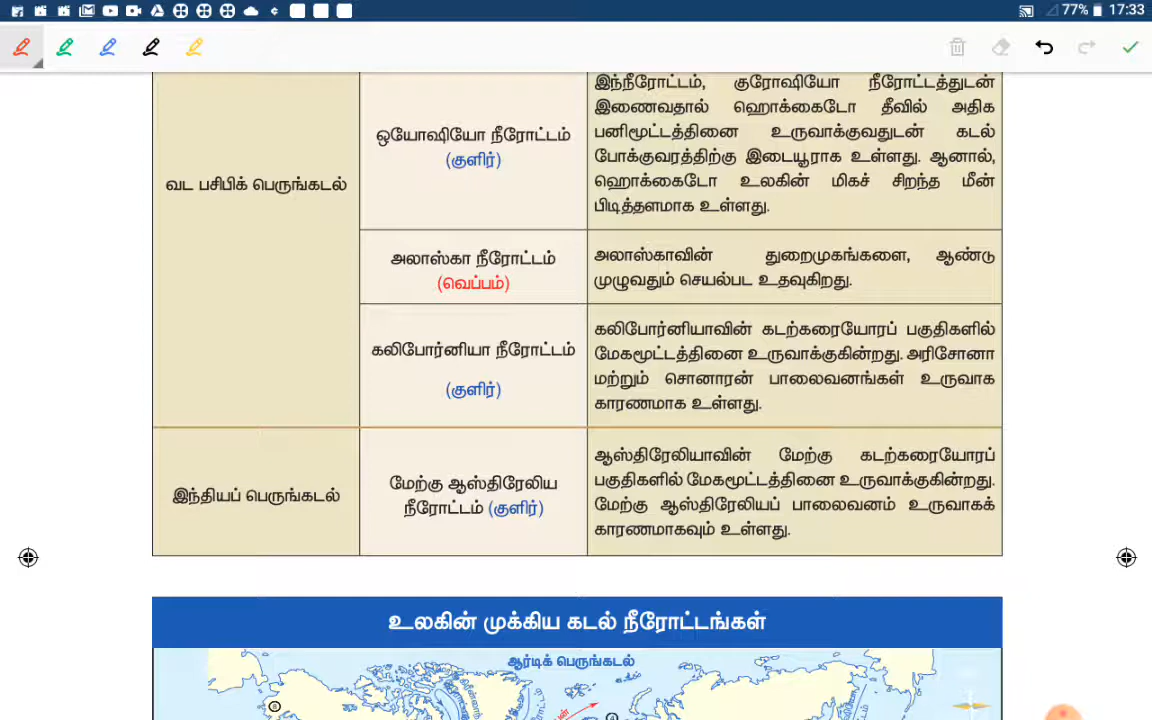 77% 17:33
இந்நீரோட்டம், குரோஷியோ நீரோட்டத்துடன்
இணைவதால் ஹொக்கைடோ தீவில் அதிக
பனிமூட்டத்தினை உருவாக்குவதுடன் கடல்
போக்குவரத்திற்கு இடையூராக உள்ளது. ஆனால்,
ஹொக்கைடோ உலகின் மிகச் சிறந்த மீன்
பிடித்தளமாக உள்ளது.
ஒயோஷியோ நீரோட்டம்
(குளிர்)
வட பசிபிக் பெருங்கடல்
அலாஸ்கா நீரோட்டம்
(வெப்பம்)
அலாஸ்காவின் துறைமுகங்களை, ஆண்டு
முழுவதும் செயல்பட உதவுகிறது.
கலிபோர்னியா நீரோட்டம்
(குளிர்)
கலிபோர்னியாவின் கடற்கரையோரப் பகுதிகளில்
மேகமூட்டத்தினை உருவாக்குகின்றது. அரிசோனா
மற்றும் சொனாரன் பாலைவனங்கள் உருவாக
காரணமாக உள்ளது.
இந்தியப் பெருங்கடல்
மேற்கு ஆஸ்திரேலிய
நீரோட்டம் (குளிர்)
ஆஸ்திரேலியாவின் மேற்கு கடற்கரையோரப்
பகுதிகளில் மேகமூட்டத்தினை உருவாக்குகின்றது.
மேற்கு ஆஸ்திரேலியப் பாலைவனம் உருவாகக்
காரணமாகவும் உள்ளது.
உலகின் முக்கிய கடல் நீரோட்டங்கள்
ஆர்டிக் பெருங்கடல்